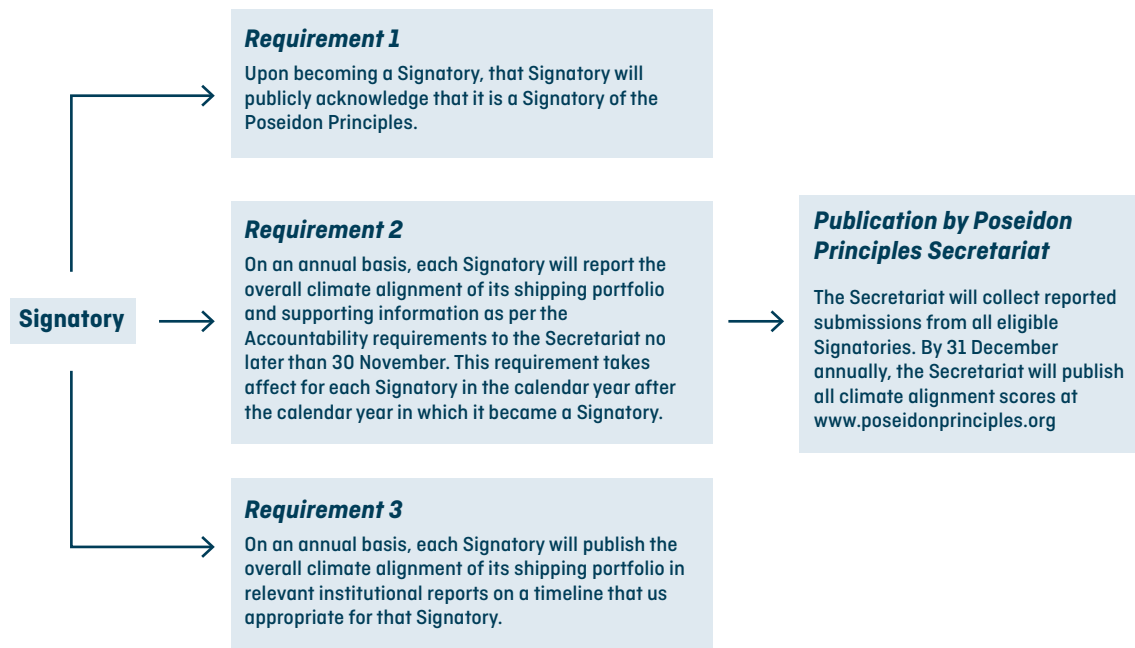 Requirement 1
Upon becoming a Signatory, that Signatory will
publicly acknowledge that it is a Signatory of the
Poseidon Principles.
Signatory
Requirement 2
On an annual basis, each Signatory will report the
overall climate alignment of its shipping portfolio
and supporting information as per the
Accountability requirements to the Secretariat no
later than 30 November. This requirement takes
affect for each Signatory in the calendar year after
the calendar year in which it became a Signatory.
Publication by Poseidon
Principles Secretariat
The Secretariat will collect reported
submissions from all eligible
Signatories. By 31 December
annually, the Secretariat will publish
all climate alignment scores at
www.poseidonprinciples.org
Requirement 3
On an annual basis, each Signatory will publish the
overall climate alignment of its shipping portfolio in
relevant institutional reports on a timeline that us
appropriate for that Signatory.